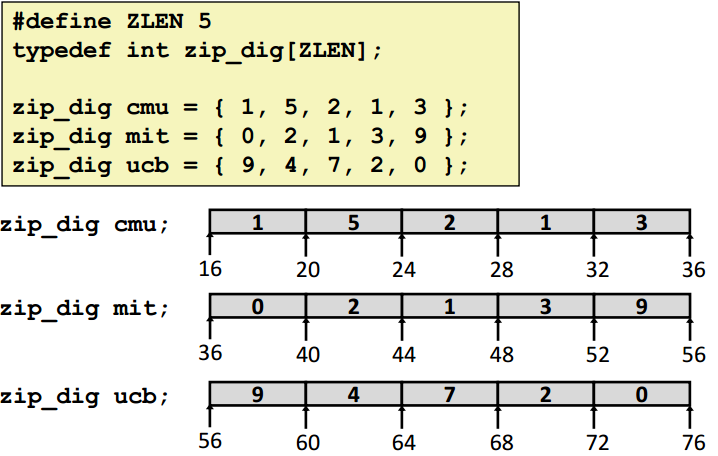 #define ZLEN 5
typedef int zip_dig[ZLEN];
zip_dig cmu = { 1, 5, 2, 1, 3 };
zip_dig mit = { 0, 2, 1, 3, 9 };
zip_dig ucb = { 9, 4, 7, 2, 0 };
zip_dig cmu; 1 5 2 1 3
16 20 24 28 32 36
zip_dig mit; 0 2 1 3 9
36 40 44 48 52 56
zip_dig ucb; 9 4 7 2 0
56 60 64 68 72 76